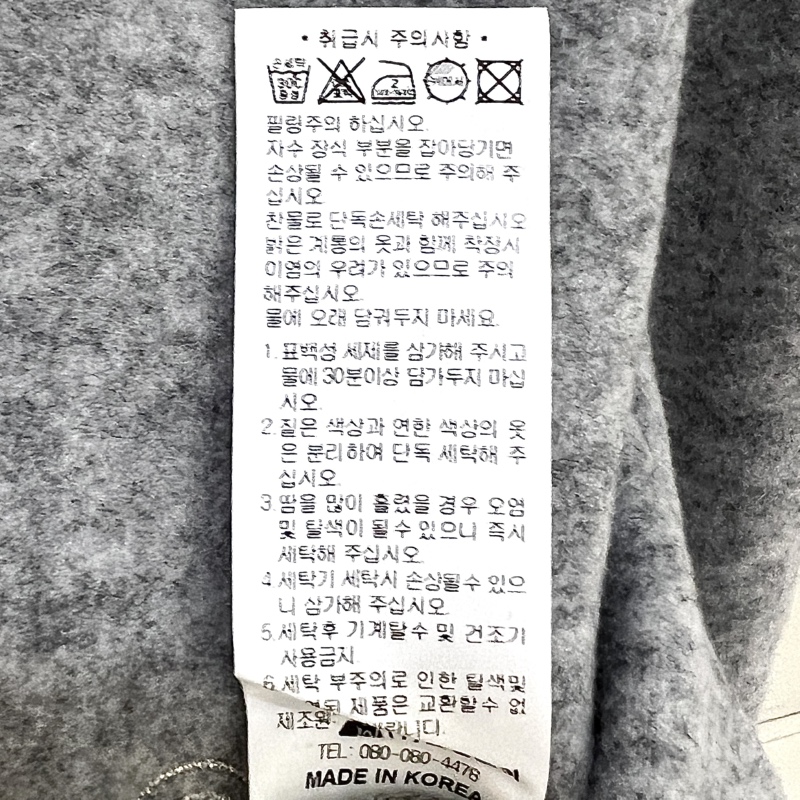 • 취급시 주의사항 •
손세탁
30C
중성
2
필링주의 하십시오.
자수 장식 부분을 잡아당기면
손상될 수 있으므로 주의해 주
십시오.
찬물로 단독손세탁 해주십시오
밝은 계통의 옷과 함께 착장시
이염의 우려가 있으므로 주의
해주십시오.
물에 오래 담궈두지 마세요.
1. 표백성 세제를 삼가해 주시고
물에 30분이상 담가두지 마십
시오.
2. 짙은 색상과 연한 색상의 옷
은 분리하여 단독 세탁해 주
십시오.
3. 땀을 많이 흘렸을 경우 오염
및 탈색이 될 수 있으니 즉시
세탁해 주십시오.
4. 세탁기 세탁시 손상될수 있으
니 삼가해 주십시오.
5. 세탁후 기계탈수 및 건조기
사용금지.
6. 세탁 부주의로 인한 탈색및
제품은 교환할수 없
제조원:
TEL: 080-080-4476
MADE IN KOREA